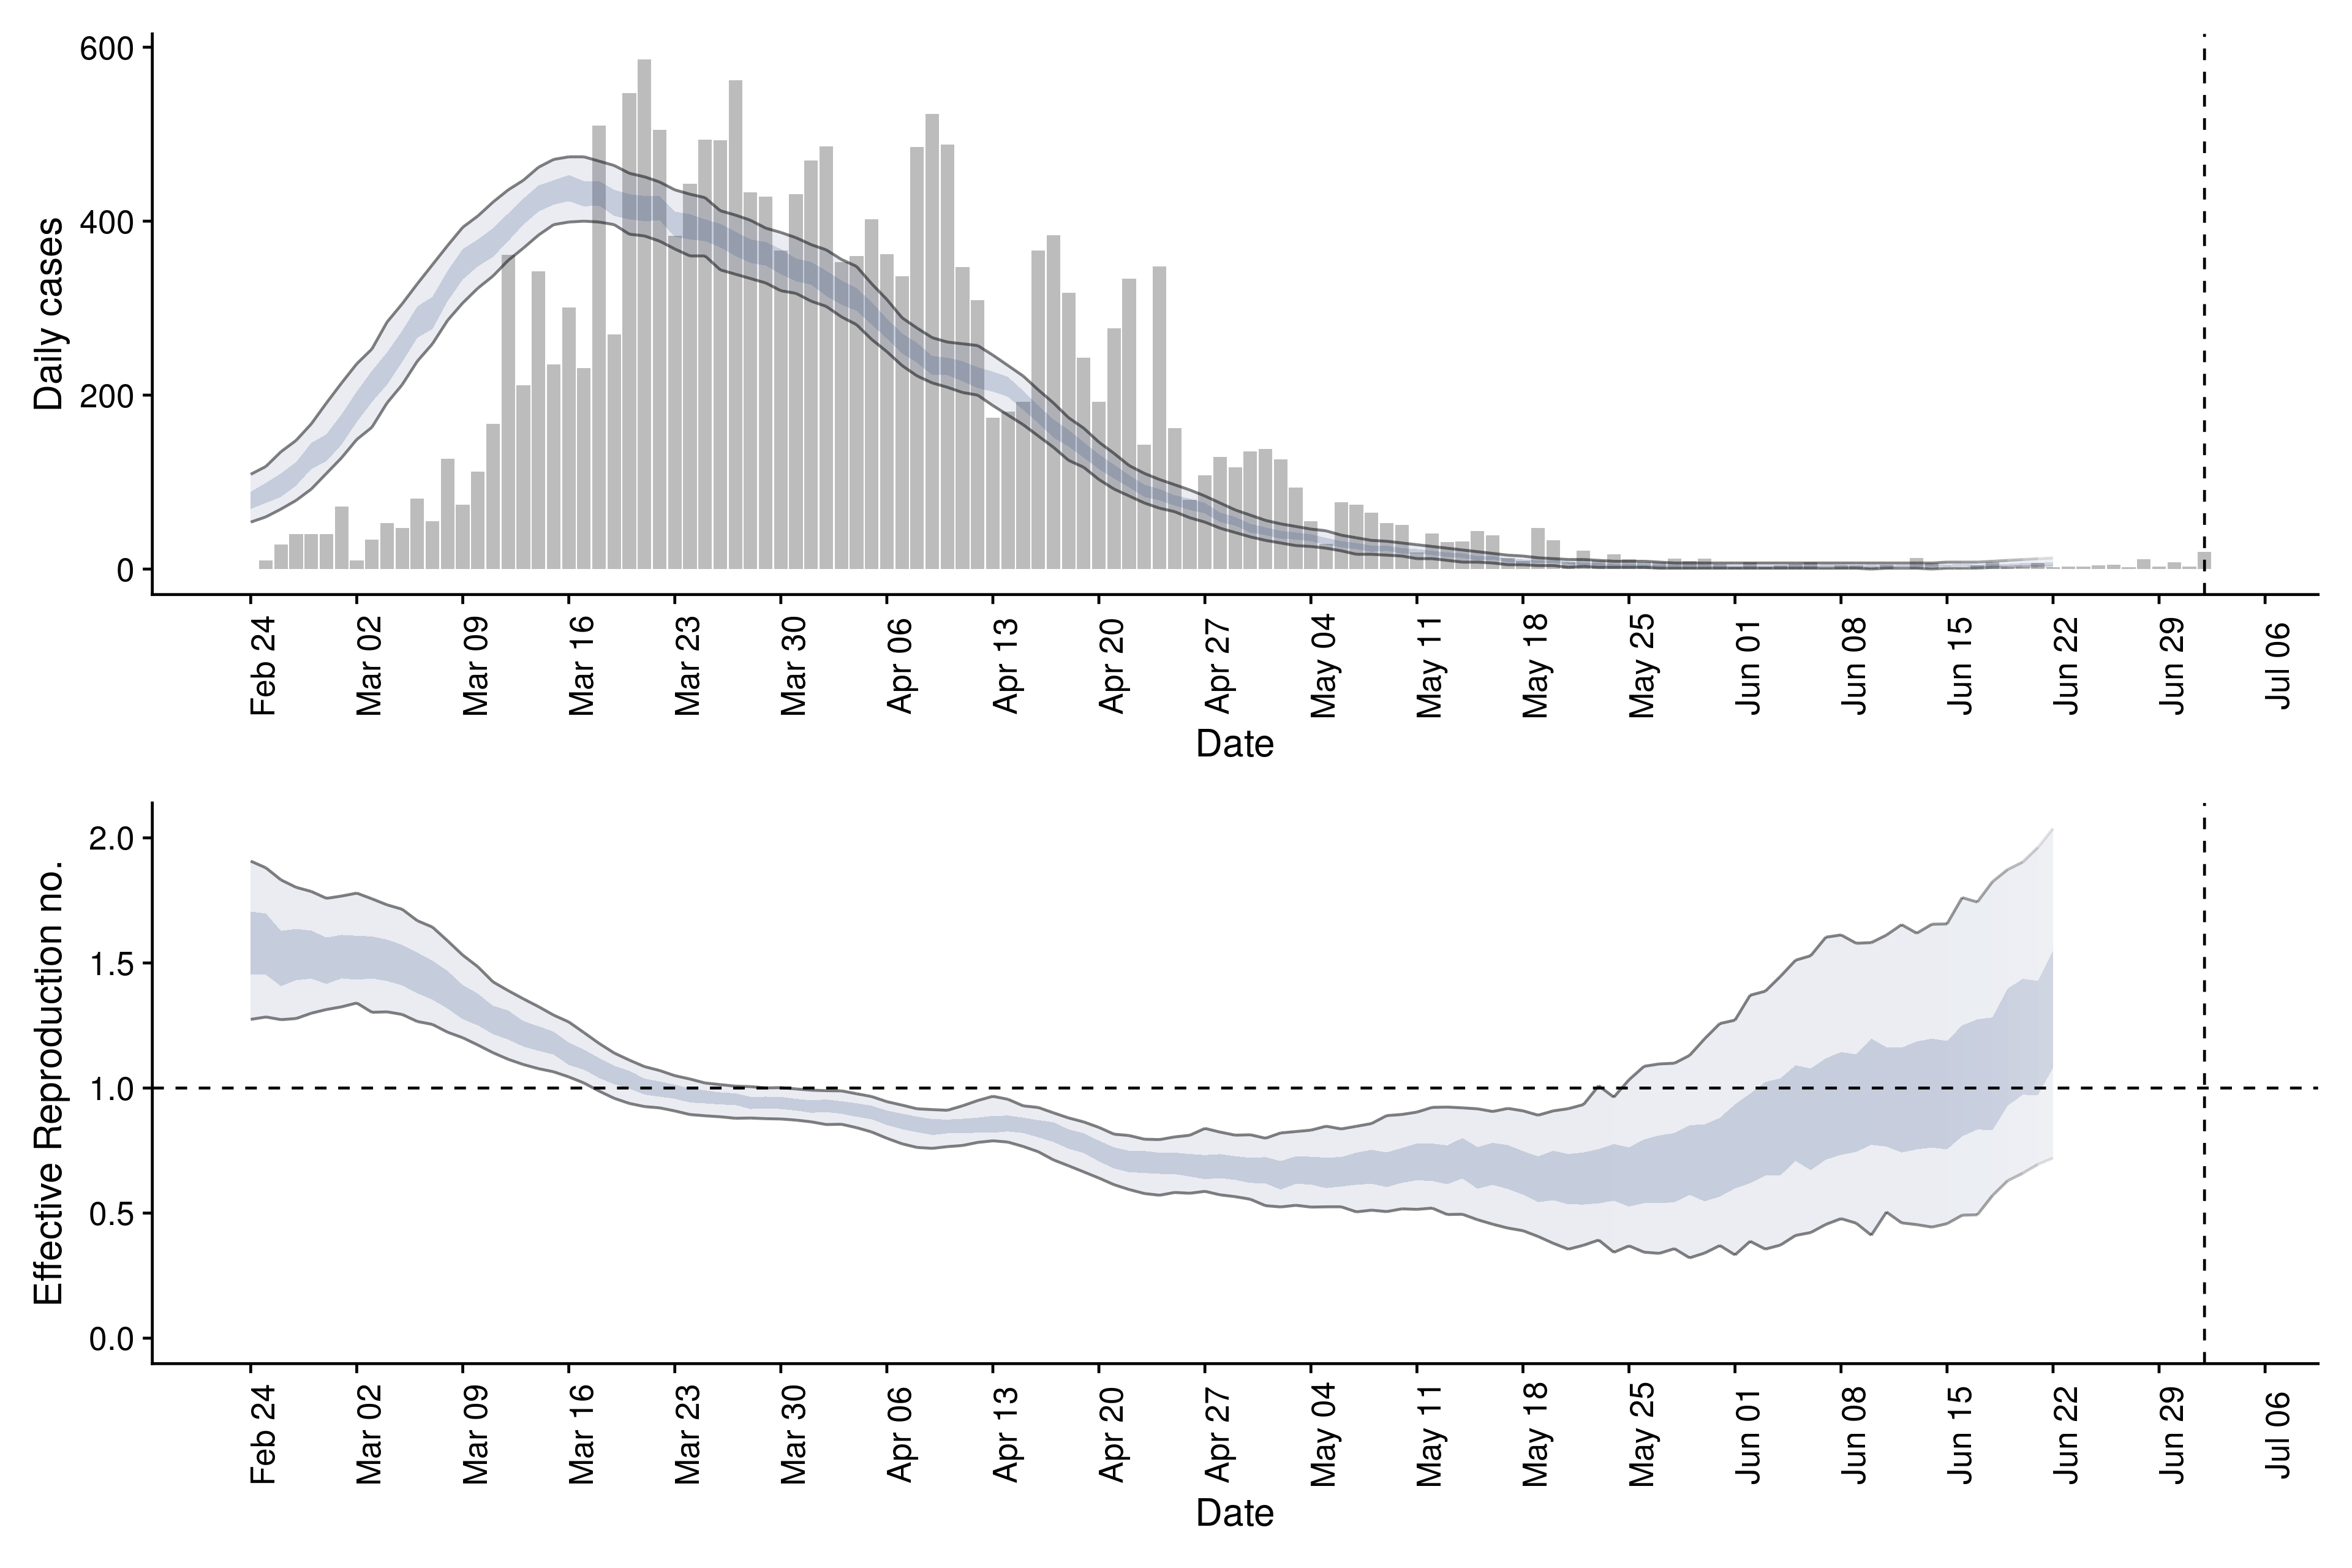 Daily cases
600
400
200
0
Feb 24
Mar 02
Mar 09
Mar 16
Mar 23
Mar 30
Apr 06
Apr 13
Apr 20
Apr 27
May 04
May 11
May 18
May 25
Jun 01
Jun 08
Jun 15
Jun 22
Jun 29
Jul 06
Date
Effective Reproduction no.
2.0
1.5
1.0
0.5
0.0
Feb 24
Mar 02
Mar 09
Mar 16
Mar 23
Mar 30
Apr 06
Apr 13
Apr 20
Apr 27
May 04
May 11
May 18
May 25
Jun 01
Jun 08
Jun 15
Jun 22
Jun 29
Jul 06
Date